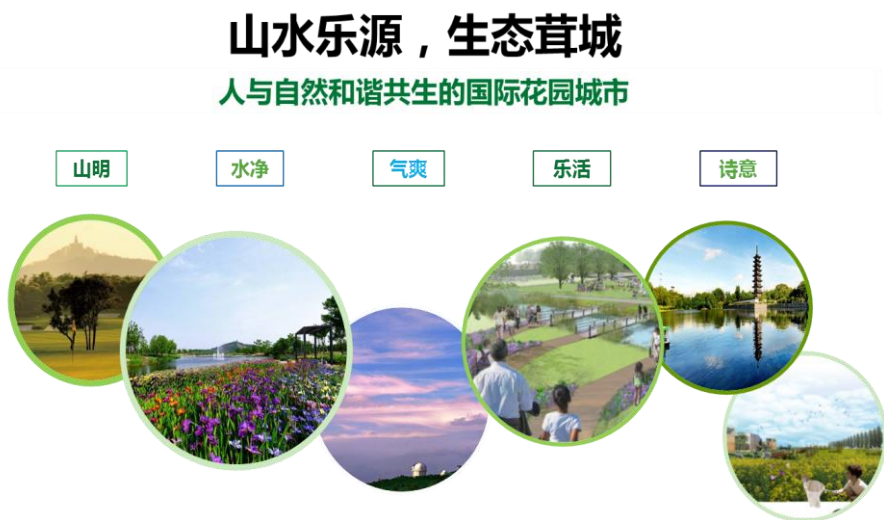 山水乐源，生态茸城
人与自然和谐共生的国际花园城市
山明 水净 气爽 乐活 诗意